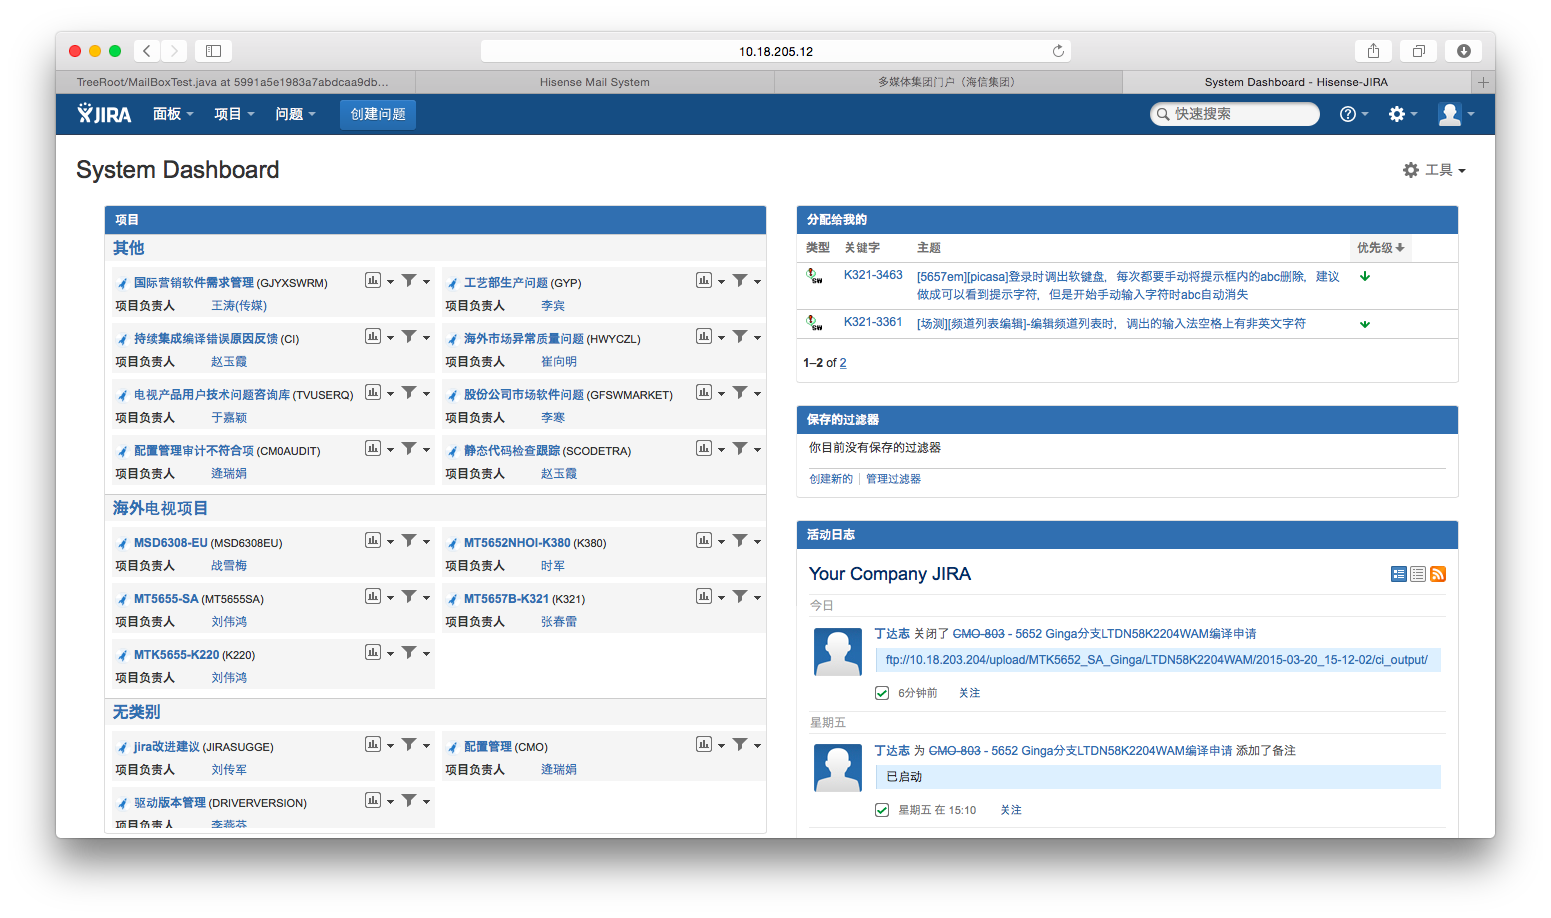 10.18.205.12
TreeRoot/MailBoxTest.java at 5991a5e1983a7abdcaa9db...
Hisense Mail System
多媒体集团门户（海信集团）
System Dashboard - Hisense-JIRA
JIRA
面板
项目
问题
创建问题
快速搜索
System Dashboard
工具
项目
其他
国际营销软件需求管理 (GJYXSWRM)
项目负责人 王涛(传媒)
工艺部生产问题 (GYP)
项目负责人 李宾
持续集成编译错误原因反馈 (CI)
项目负责人 赵玉霞
海外市场异常质量问题 (HWYCZL)
项目负责人 崔向明
电视产品用户技术问题咨询库 (TVUSERQ)
项目负责人 于嘉颖
股份公司市场软件问题 (GFSWMARKET)
项目负责人 李寒
配置管理审计不符合项 (CM0AUDIT)
项目负责人 逄瑞娟
静态代码检查跟踪 (SCODETRA)
项目负责人 赵玉霞
海外电视项目
MSD6308-EU (MSD6308EU)
项目负责人 战雪梅
MT5652NHOI-K380 (K380)
项目负责人 时军
MT5655-SA (MT5655SA)
项目负责人 刘伟鸿
MT5657B-K321 (K321)
项目负责人 张春雷
MTK5655-K220 (K220)
项目负责人 刘伟鸿
无类别
jira改进建议 (JIRASUGGE)
项目负责人 刘传军
配置管理 (CMO)
项目负责人 逄瑞娟
驱动版本管理 (DRIVERVERSION)
项目负责人 李燕芬
分配给我的
类型 关键字 主题 优先级
K321-3463 [5657em][picasa]登录时调出软键盘，每次都要手动将提示框内的abc删除，建议
做成可以看到提示字符，但是开始手动输入字符时abc自动消失
K321-3361 [场测][频道列表编辑]-编辑频道列表时，调出的输入法空格上有非英文字符
1–2 of 2
保存的过滤器
你目前没有保存的过滤器
创建新的 管理过滤器
活动日志
Your Company JIRA
今日
丁达志 关闭了 CMO-803 - 5652 Ginga分支LTDN58K2204WAM编译申请
ftp://10.18.203.204/upload/MTK5652_SA_Ginga/LTDN58K2204WAM/2015-03-20_15-12-02/ci_output/
6分钟前 关注
星期五
丁达志 为 CMO-803 - 5652 Ginga分支LTDN58K2204WAM编译申请 添加了备注
已启动
星期五 在 15:10 关注